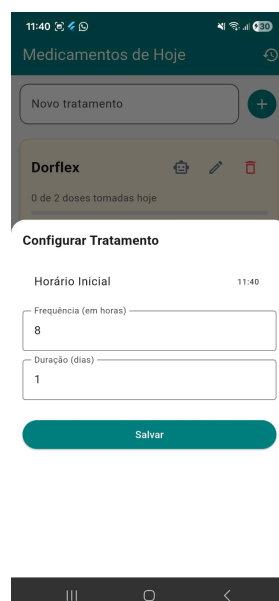 11:40
30
Medicamentos de Hoje
Novo tratamento
Dorflex
0 de 2 doses tomadas hoje
Configurar Tratamento
Horário Inicial 11:40
Frequência (em horas)
8
Duração (dias)
1
Salvar